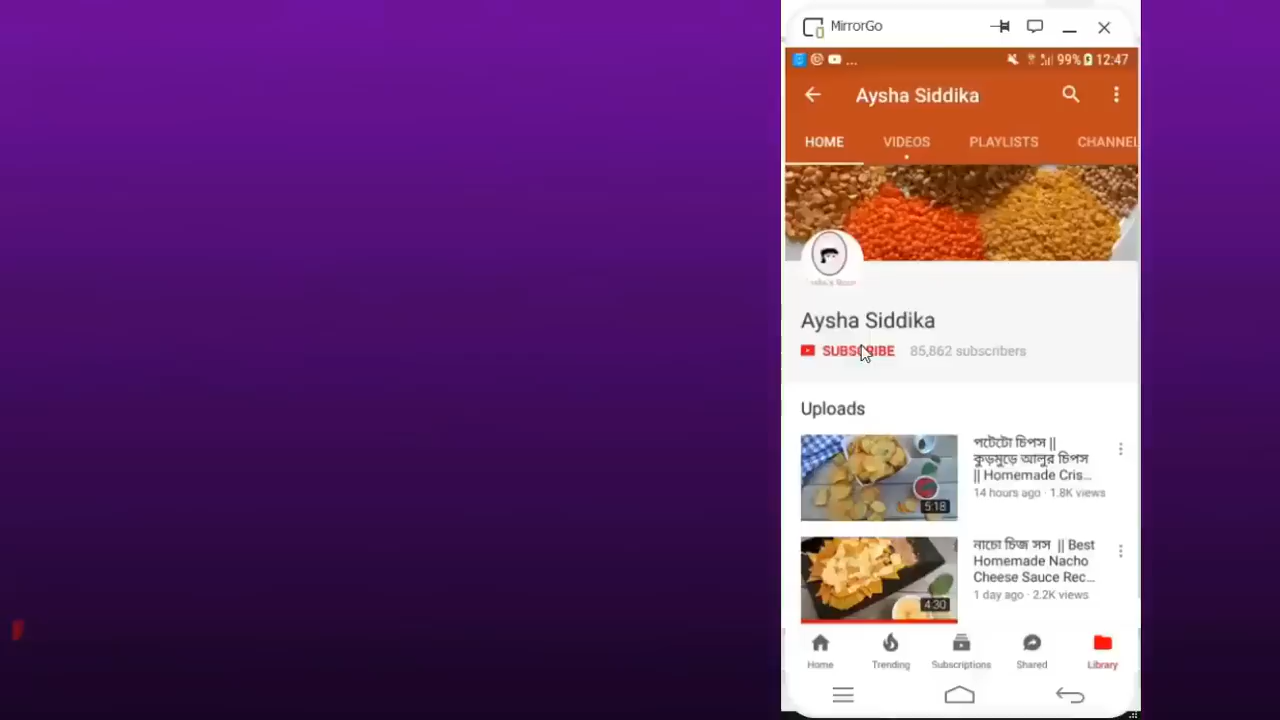 MirrorGo
... 99% 12:47
Aysha Siddika
HOME VIDEOS PLAYLISTS CHANNEL
Aysha Siddika
SUBSCRIBE 85,862 subscribers
Uploads
পটেটো চিপস ||
কুড়মুড়ে আলুর চিপস
|| Homemade Cris...
14 hours ago · 1.8K views
5:18
নাচো চিজ সস || Best
Homemade Nacho
Cheese Sauce Rec...
1 day ago · 2.2K views
4:30
Home Trending Subscriptions Shared Library